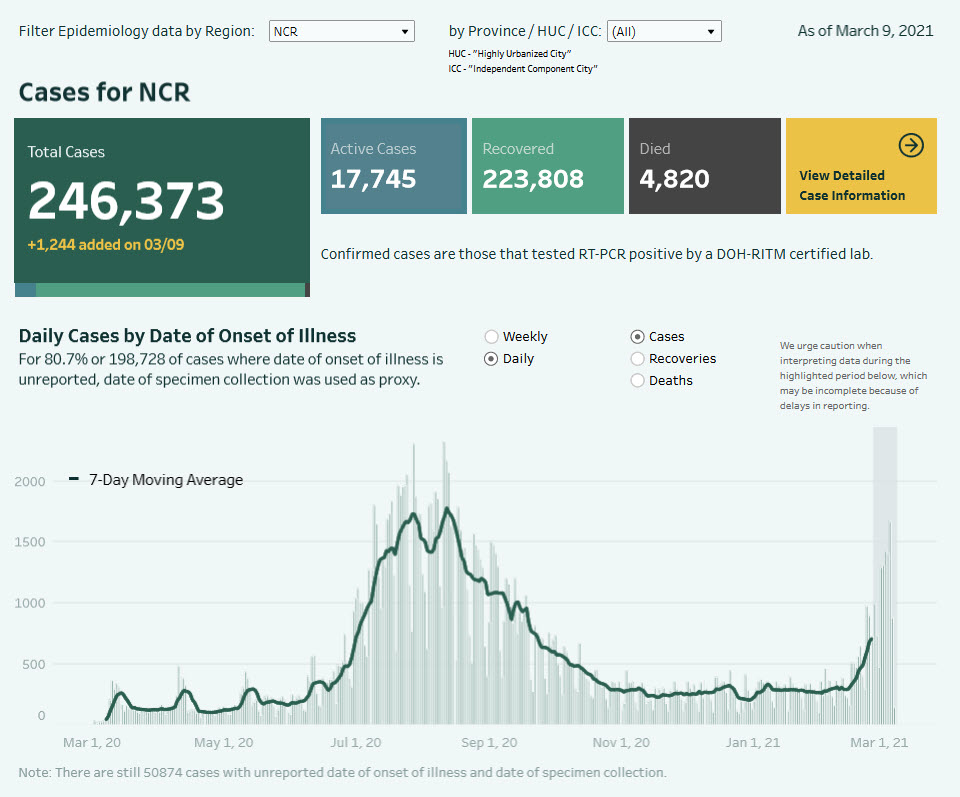 Filter Epidemiology data by Region: NCR by Province / HUC / ICC: (All) As of March 9, 2021
HUC - "Highly Urbanized City"
ICC - "Independent Component City"
Cases for NCR
Total Cases
246,373
+1,244 added on 03/09
Active Cases
17,745
Recovered
223,808
Died
4,820
View Detailed
Case Information
Confirmed cases are those that tested RT-PCR positive by a DOH-RITM certified lab.
Daily Cases by Date of Onset of Illness
For 80.7% or 198,728 of cases where date of onset of illness is
unreported, date of specimen collection was used as proxy.
Weekly
Daily
Cases
Recoveries
Deaths
We urge caution when
interpreting data during the
highlighted period below, which
may be incomplete because of
delays in reporting.
7-Day Moving Average
2000
1500
1000
500
0
Mar 1, 20 May 1, 20 Jul 1, 20 Sep 1, 20 Nov 1, 20 Jan 1, 21 Mar 1, 21
Note: There are still 50874 cases with unreported date of onset of illness and date of specimen collection.